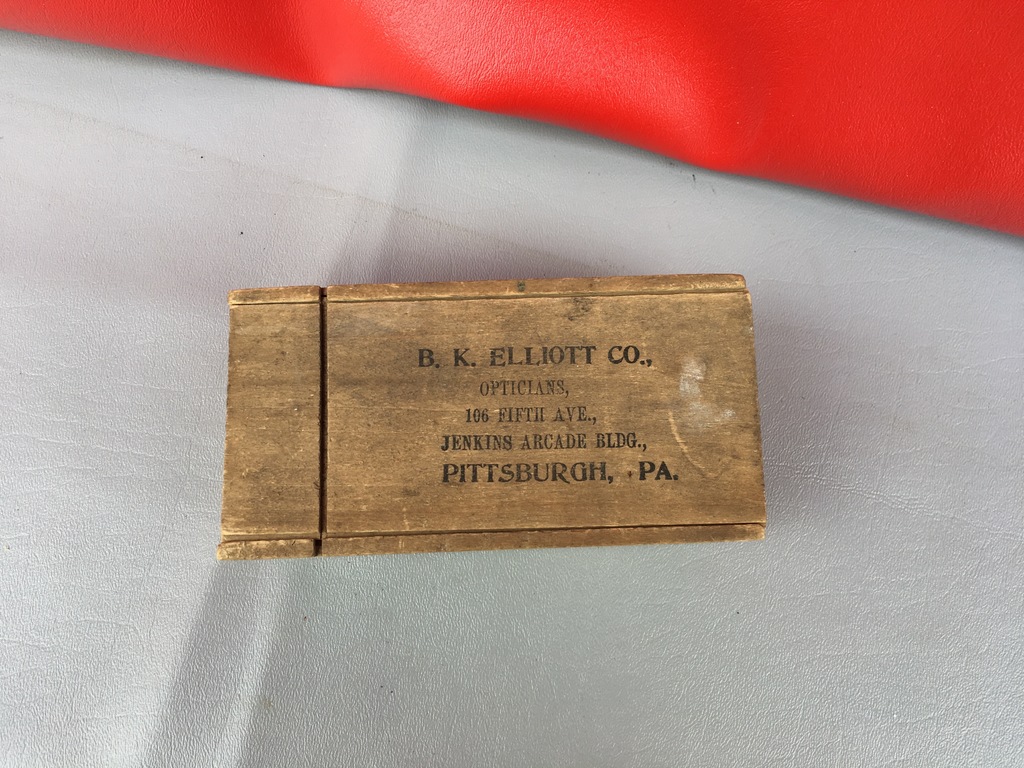 B. K. ELLIOTT CO.,
OPTICIANS,
106 FIFTH AVE.,
JENKINS ARCADE BLDG.,
PITTSBURGH, PA.